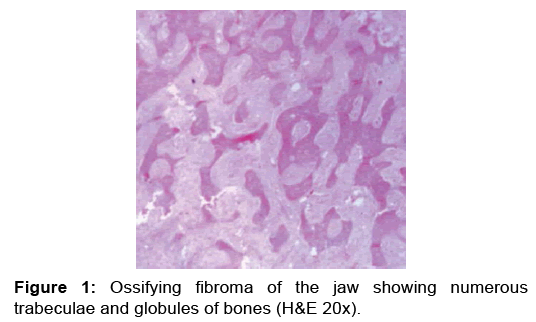 Figure 1: Ossifying fibroma of the jaw showing numerous
trabeculae and globules of bones (H&E 20x).